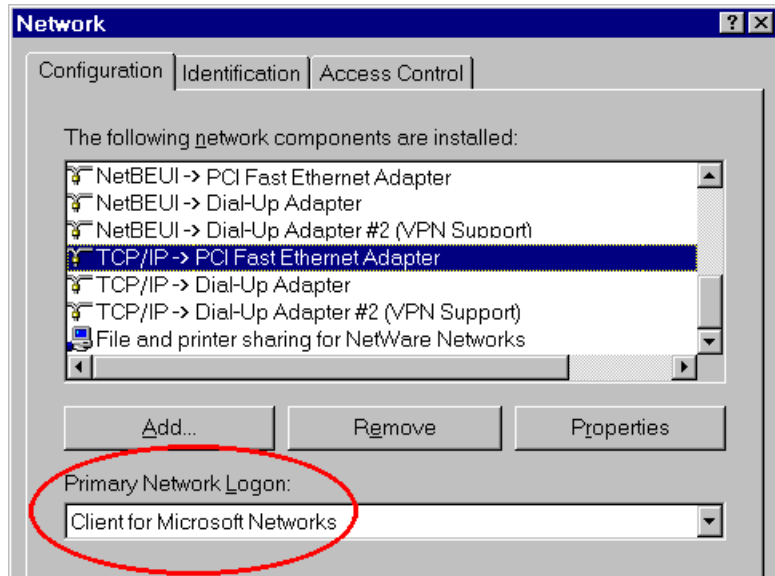 Network
Configuration Identification Access Control
The following network components are installed:
NetBEUI -> PCI Fast Ethernet Adapter
NetBEUI -> Dial-Up Adapter
NetBEUI -> Dial-Up Adapter #2 (VPN Support)
TCP/IP -> PCI Fast Ethernet Adapter
TCP/IP -> Dial-Up Adapter
TCP/IP -> Dial-Up Adapter #2 (VPN Support)
File and printer sharing for NetWare Networks
Add... Remove Properties
Primary Network Logon:
Client for Microsoft Networks